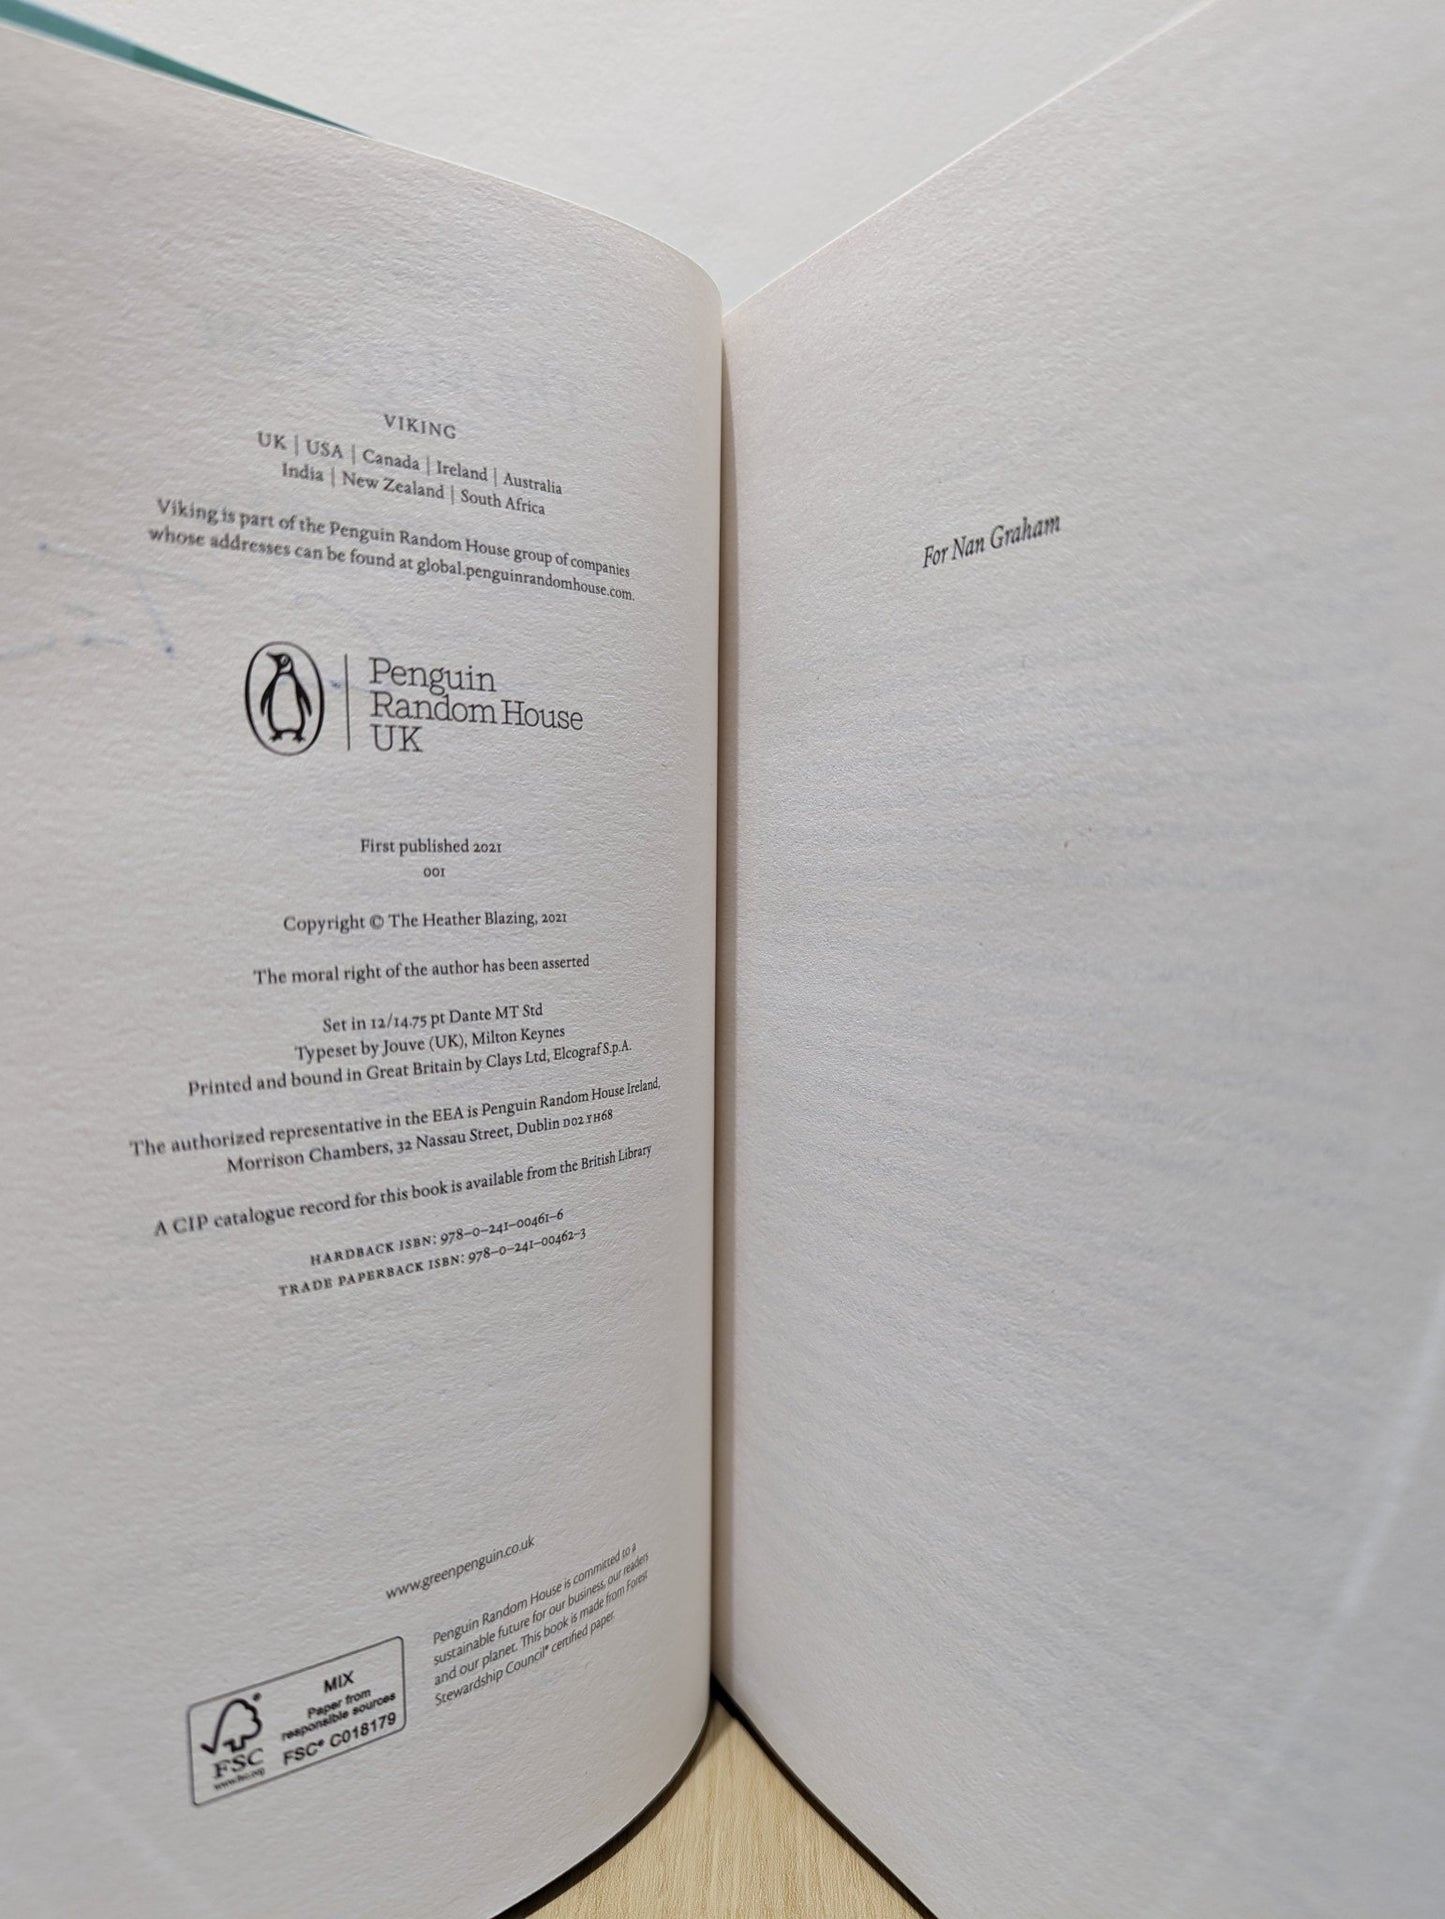 VIKING
UK | USA | Canada | Ireland | Australia
India | New Zealand | South Africa
Viking is part of the Penguin Random House group of companies
whose addresses can be found at global.penguinrandomhouse.com.
Penguin
Random House
UK
First published 2021
001
Copyright © The Heather Blazing, 2021
The moral right of the author has been asserted
Set in 12/14.75 pt Dante MT Std
Typeset by Jouve (UK), Milton Keynes
Printed and bound in Great Britain by Clays Ltd, Elcograf S.p.A.
The authorized representative in the EEA is Penguin Random House Ireland,
Morrison Chambers, 32 Nassau Street, Dublin D02 YH68
A CIP catalogue record for this book is available from the British Library
HARDBACK ISBN: 978–0–241–00461–6
TRADE PAPERBACK ISBN: 978–0–241–00462–3
www.greenpenguin.co.uk
Penguin Random House is committed to a
sustainable future for our business, our readers
and our planet. This book is made from Forest
Stewardship Council® certified paper.
MIX
Paper from
responsible sources
FSC® C018179
FSC
www.fsc.org
For Nan Graham